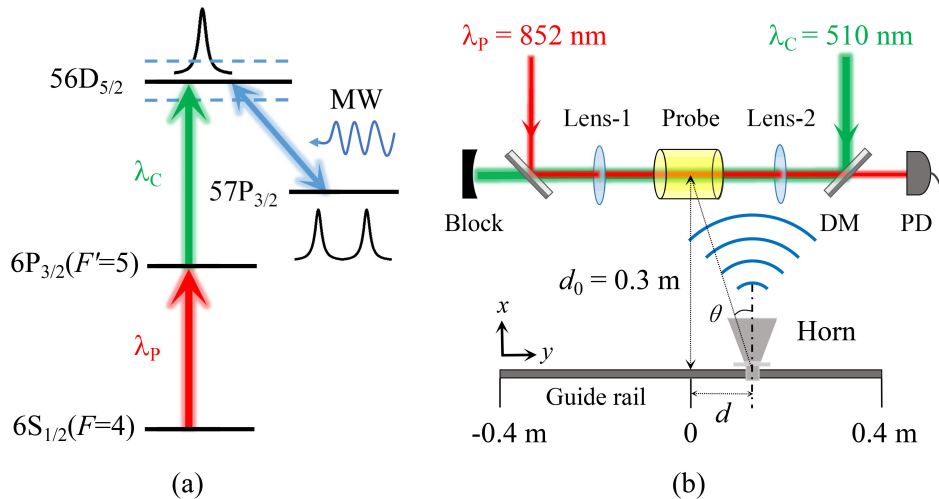 56D5/2
MW
λC
57P3/2
6P3/2(F'=5)
λP
6S1/2(F=4)
(a)
λP = 852 nm
λC = 510 nm
Lens-1
Probe
Lens-2
Block
DM
PD
d0 = 0.3 m
θ
x
y
Horn
Guide rail
d
-0.4 m
0
0.4 m
(b)